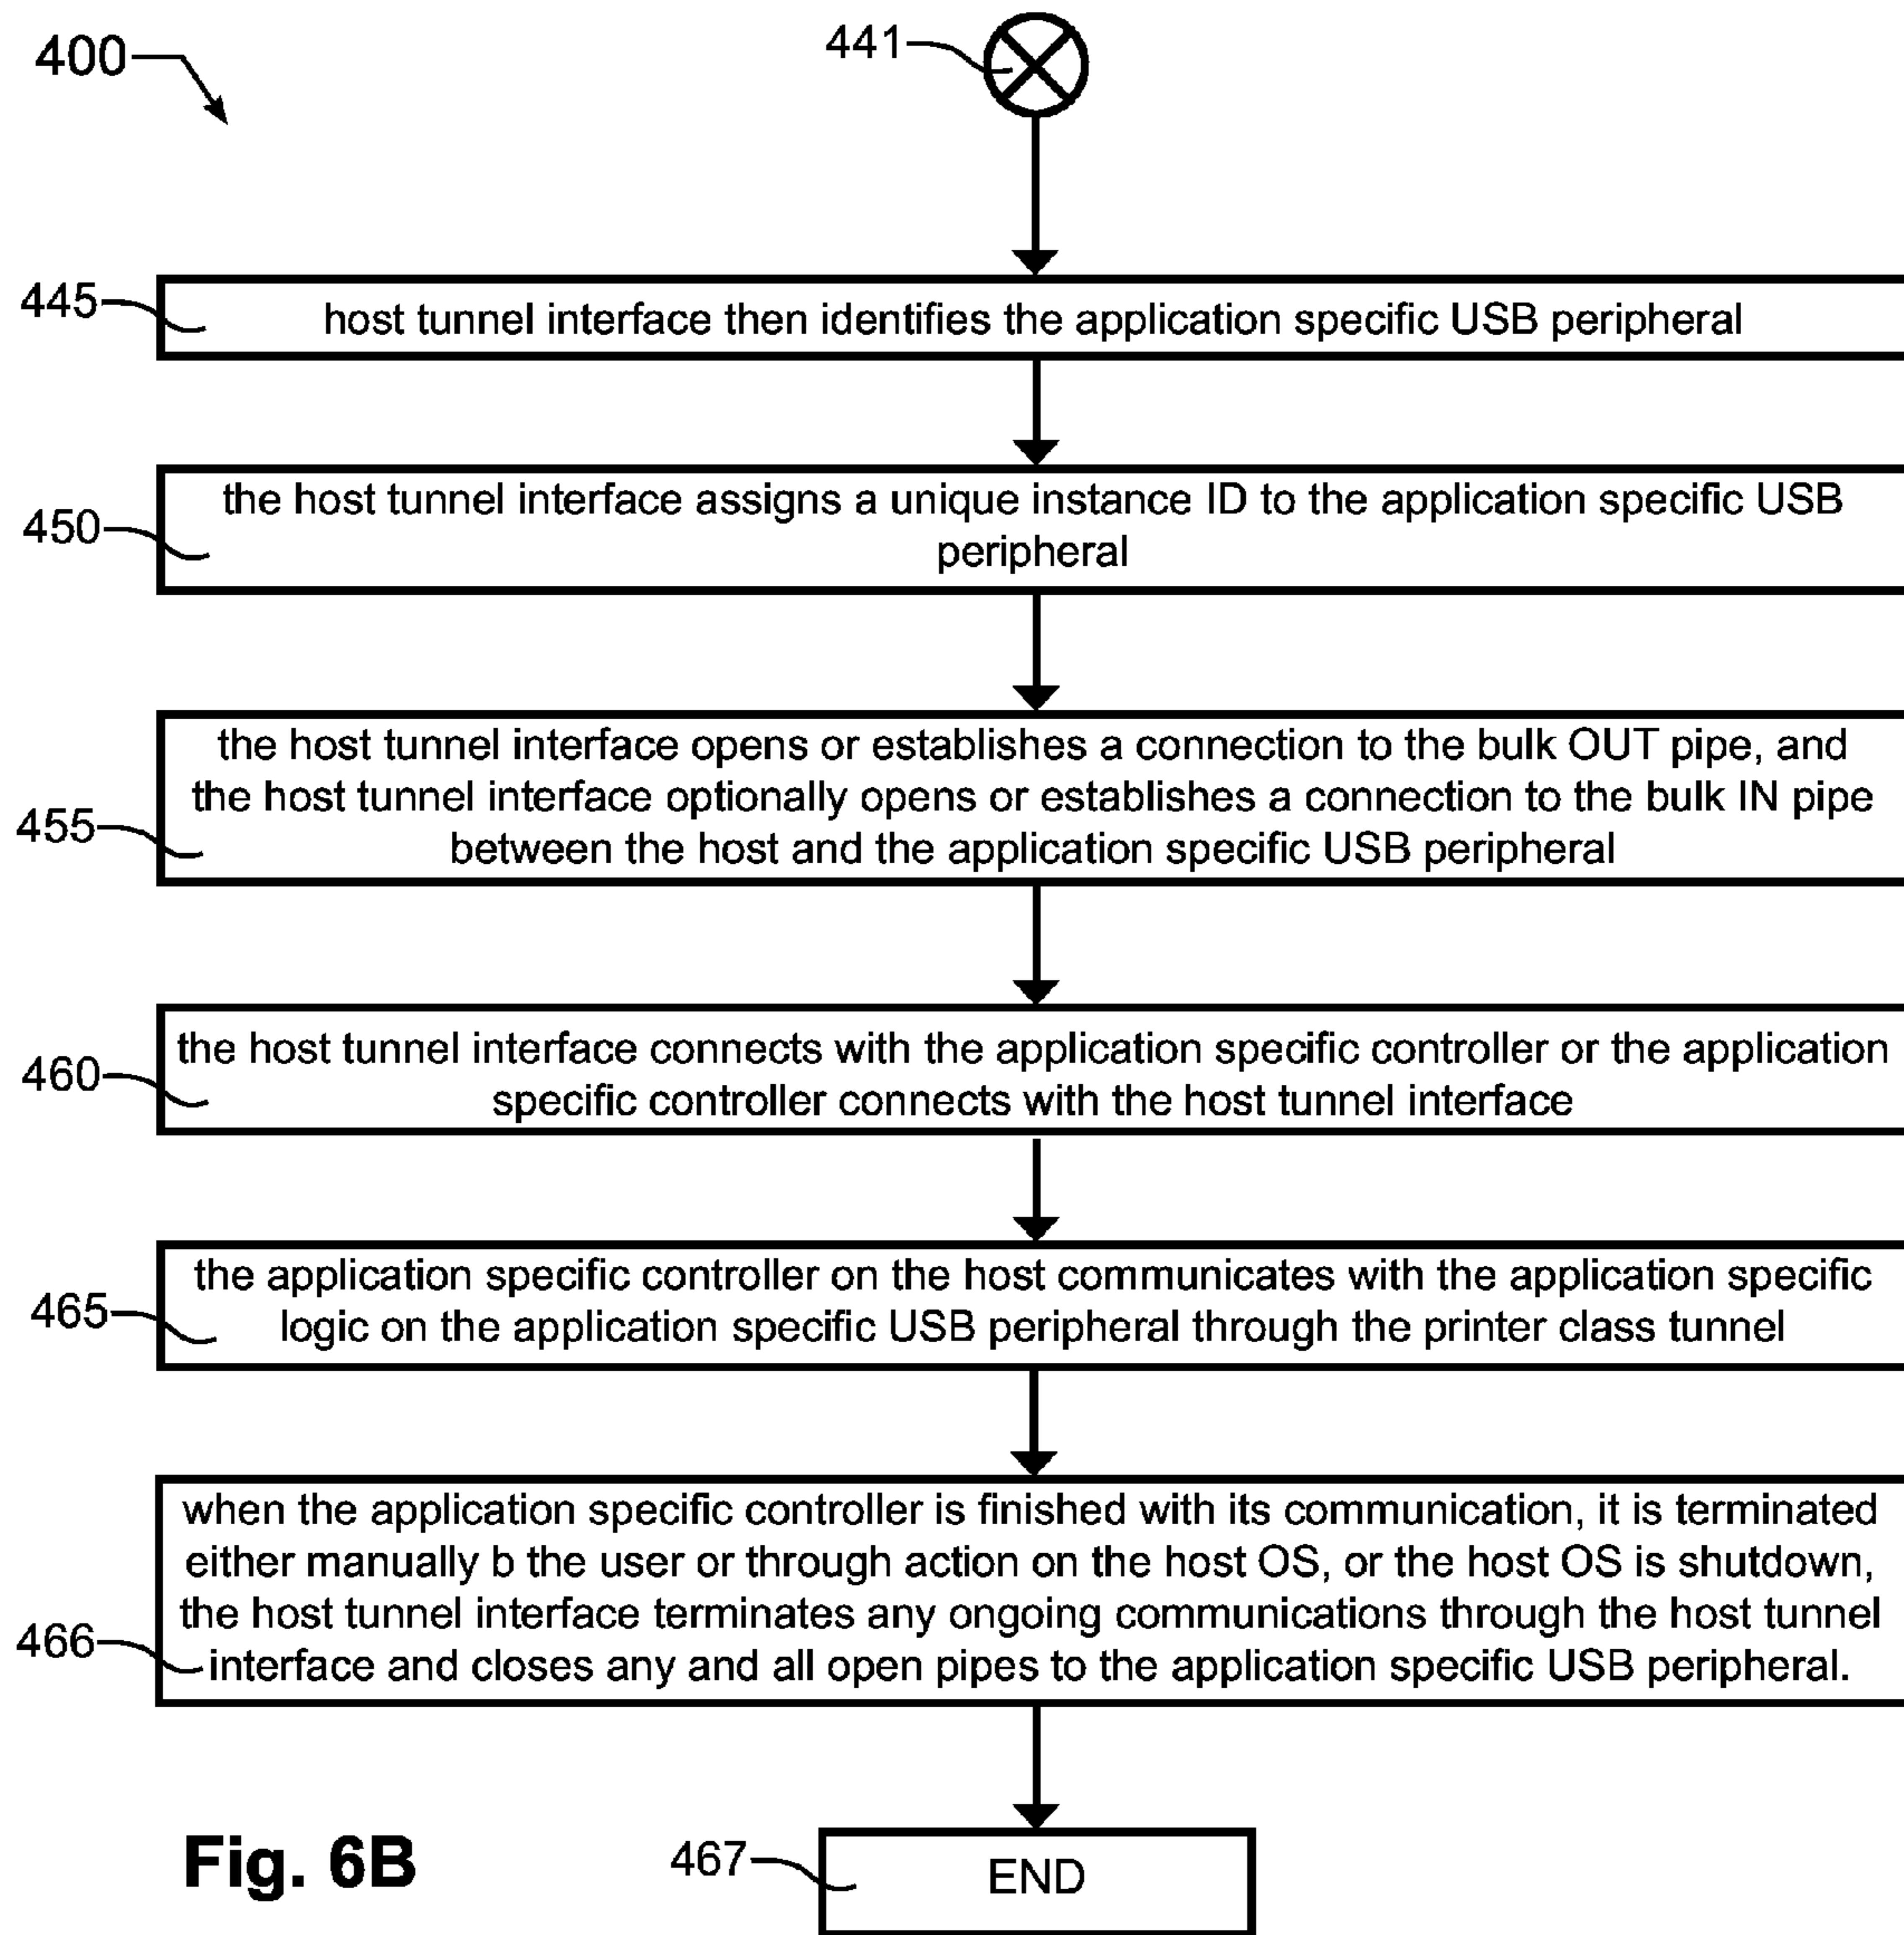 400
441
445
host tunnel interface then identifies the application specific USB peripheral
450
the host tunnel interface assigns a unique instance ID to the application specific USB
peripheral
455
the host tunnel interface opens or establishes a connection to the bulk OUT pipe, and
the host tunnel interface optionally opens or establishes a connection to the bulk IN pipe
between the host and the application specific USB peripheral
460
the host tunnel interface connects with the application specific controller or the application
specific controller connects with the host tunnel interface
465
the application specific controller on the host communicates with the application specific
logic on the application specific USB peripheral through the printer class tunnel
466
when the application specific controller is finished with its communication, it is terminated
either manually b the user or through action on the host OS, or the host OS is shutdown,
the host tunnel interface terminates any ongoing communications through the host tunnel
interface and closes any and all open pipes to the application specific USB peripheral.
467
END
Fig. 6B